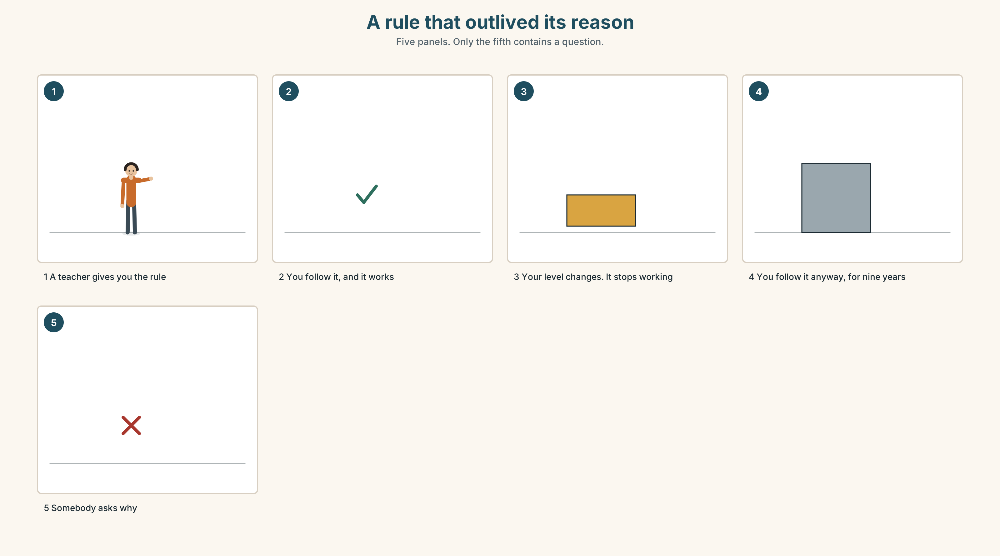 A rule that outlived its reason
Five panels. Only the fifth contains a question.
1
2
3
4
1 A teacher gives you the rule
2 You follow it, and it works
3 Your level changes. It stops working
4 You follow it anyway, for nine years
5
5 Somebody asks why